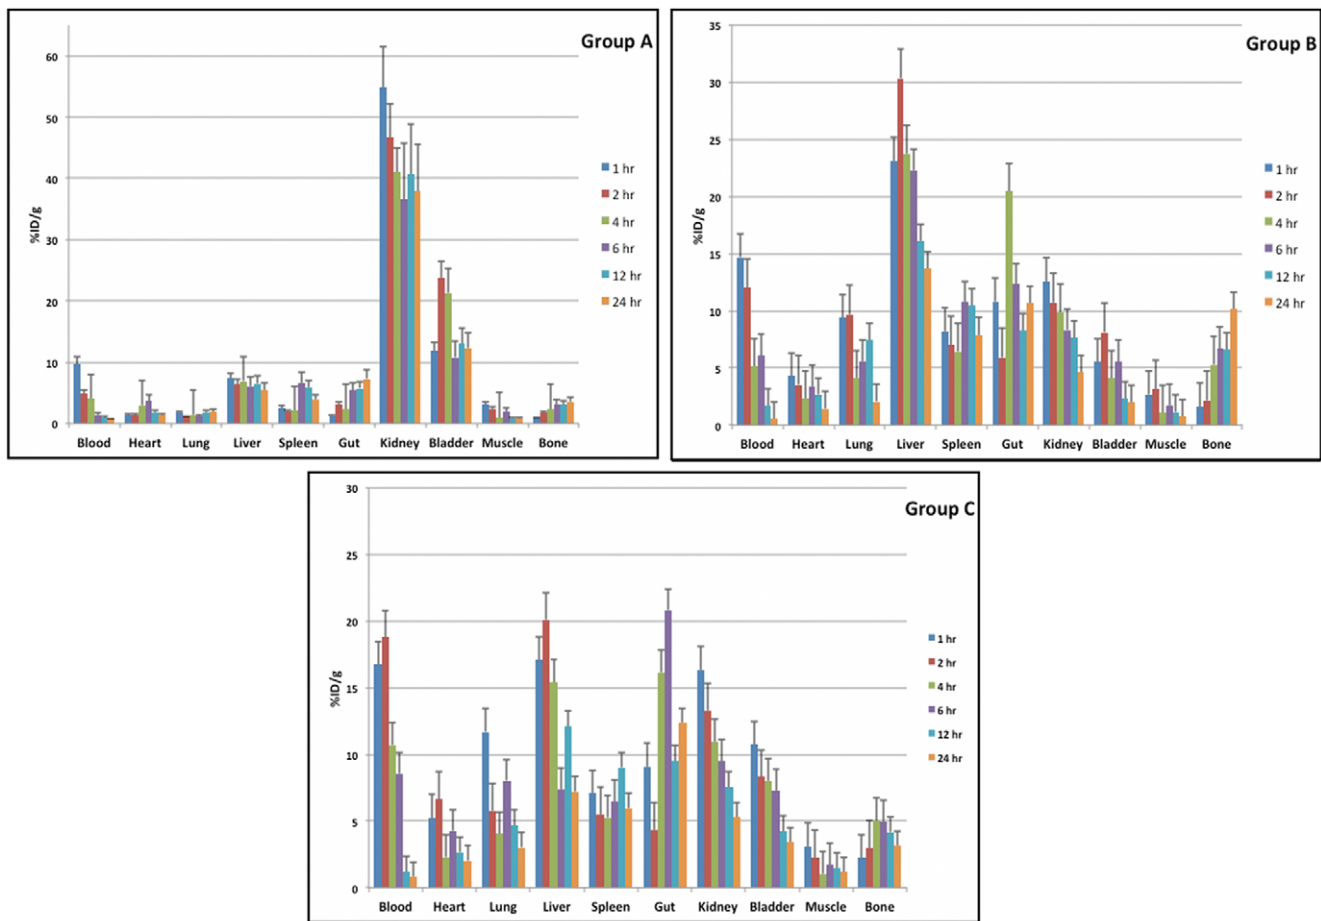 Group A
60
50
40
30
20
10
0
%ID/g
1 hr
2 hr
4 hr
6 hr
12 hr
24 hr
Blood Heart Lung Liver Spleen Gut Kidney Bladder Muscle Bone
Group B
35
30
25
20
15
10
5
0
%ID/g
1 hr
2 hr
4 hr
6 hr
12 hr
24 hr
Blood Heart Lung Liver Spleen Gut Kidney Bladder Muscle Bone
Group C
30
25
20
15
10
5
0
%ID/g
1 hr
2 hr
4 hr
6 hr
12 hr
24 hr
Blood Heart Lung Liver Spleen Gut Kidney Bladder Muscle Bone